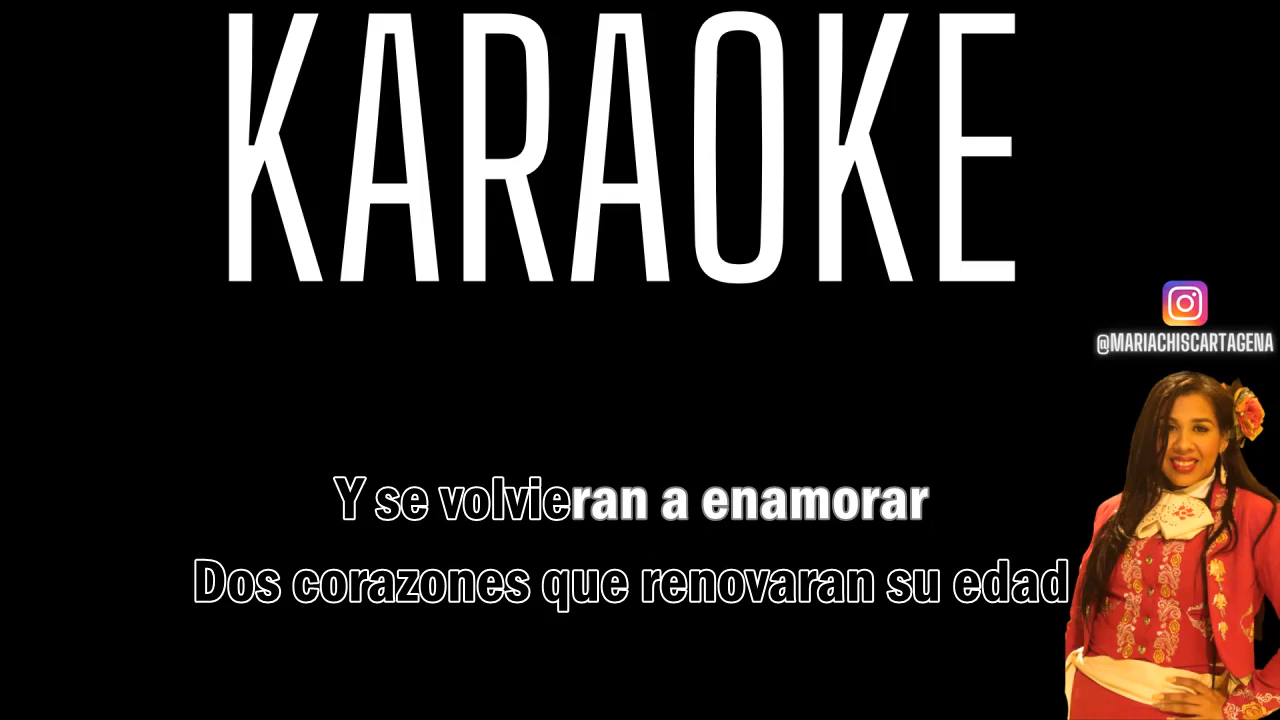 KARAOKE
@MARIACHISCARTAGENA
Y se volvieran a enamorar
Dos corazones que renovaran su edad